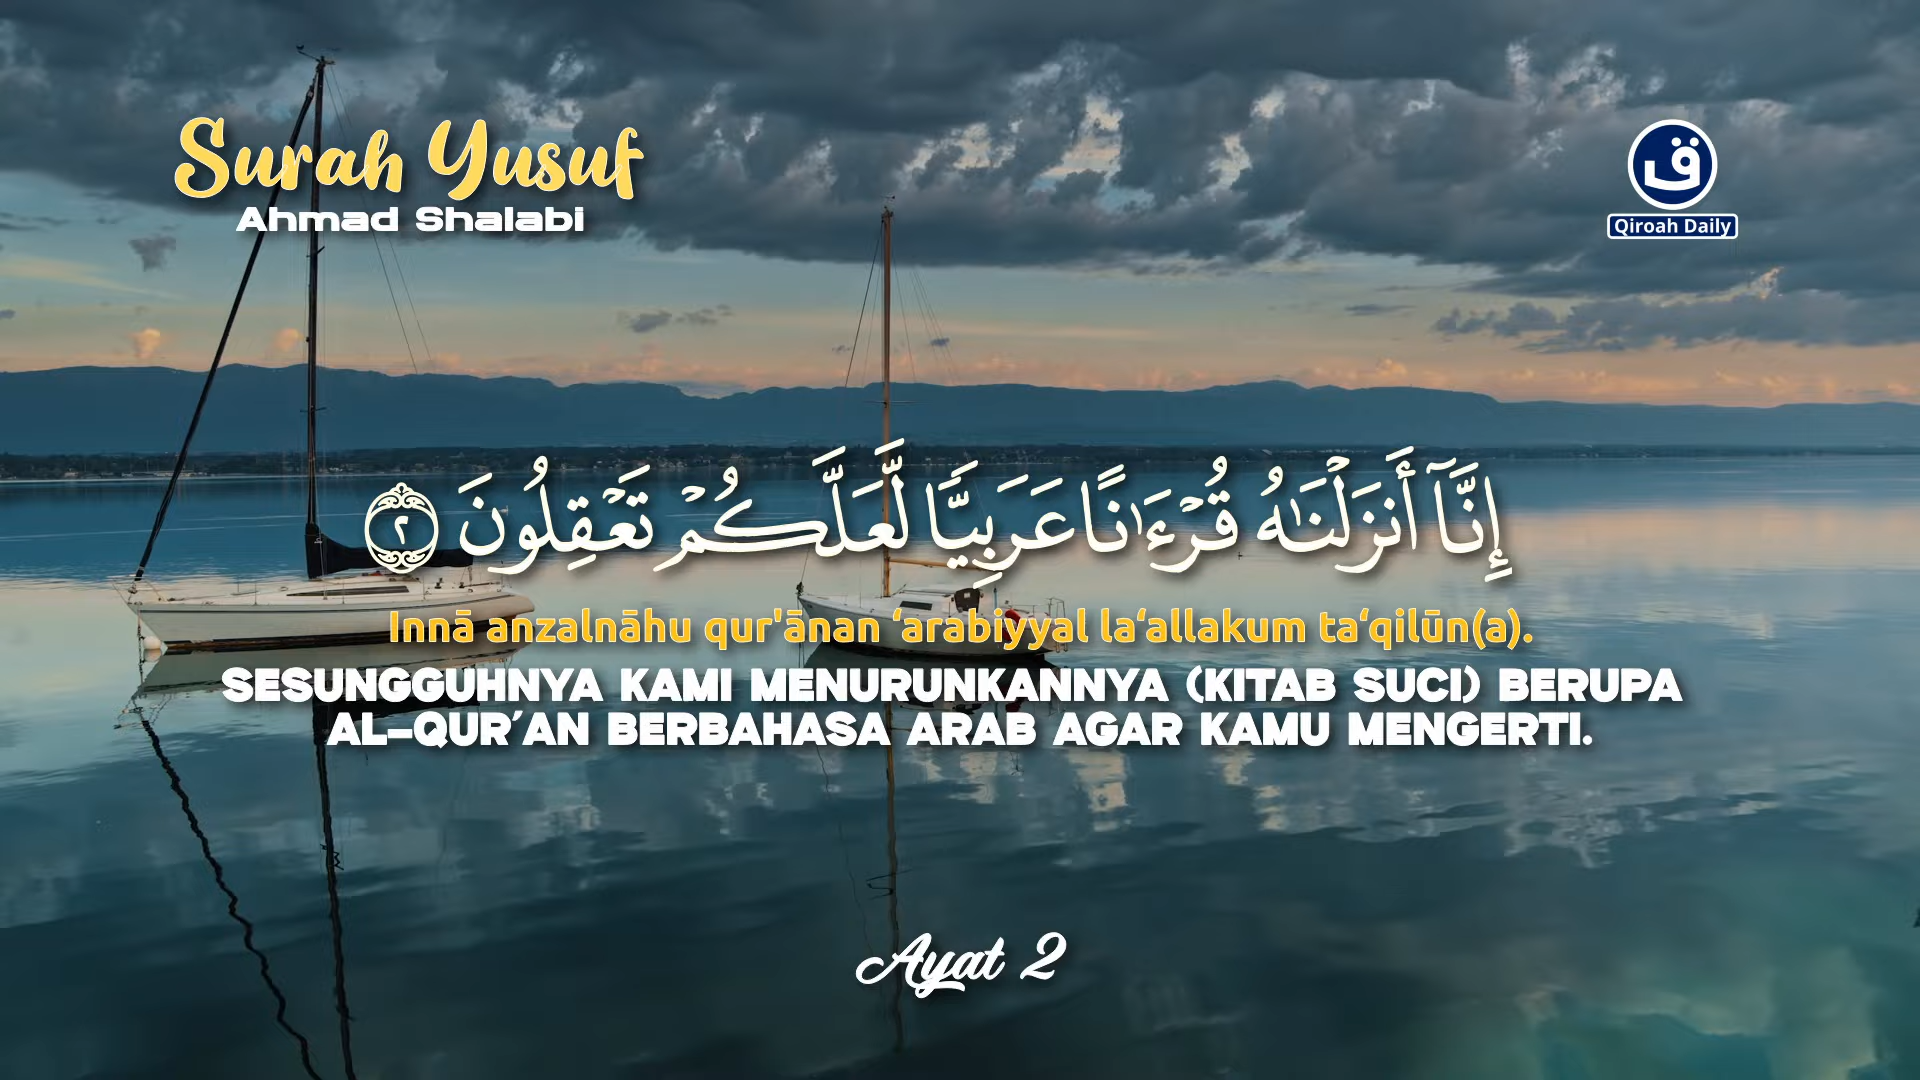 Surah Yusuf
Ahmad Shalabi
ق
Qiroah Daily
إِنَّآ أَنزَلْنَـٰهُ قُرْءَٰنًا عَرَبِيًّا لَّعَلَّكُمْ تَعْقِلُونَ ٢
Innā anzalnāhu qur'ānan ‘arabiyyal la‘allakum ta‘qilūn(a).
SESUNGGUHNYA KAMI MENURUNKANNYA (KITAB SUCI) BERUPA
AL-QUR’AN BERBAHASA ARAB AGAR KAMU MENGERTI.
Ayat 2